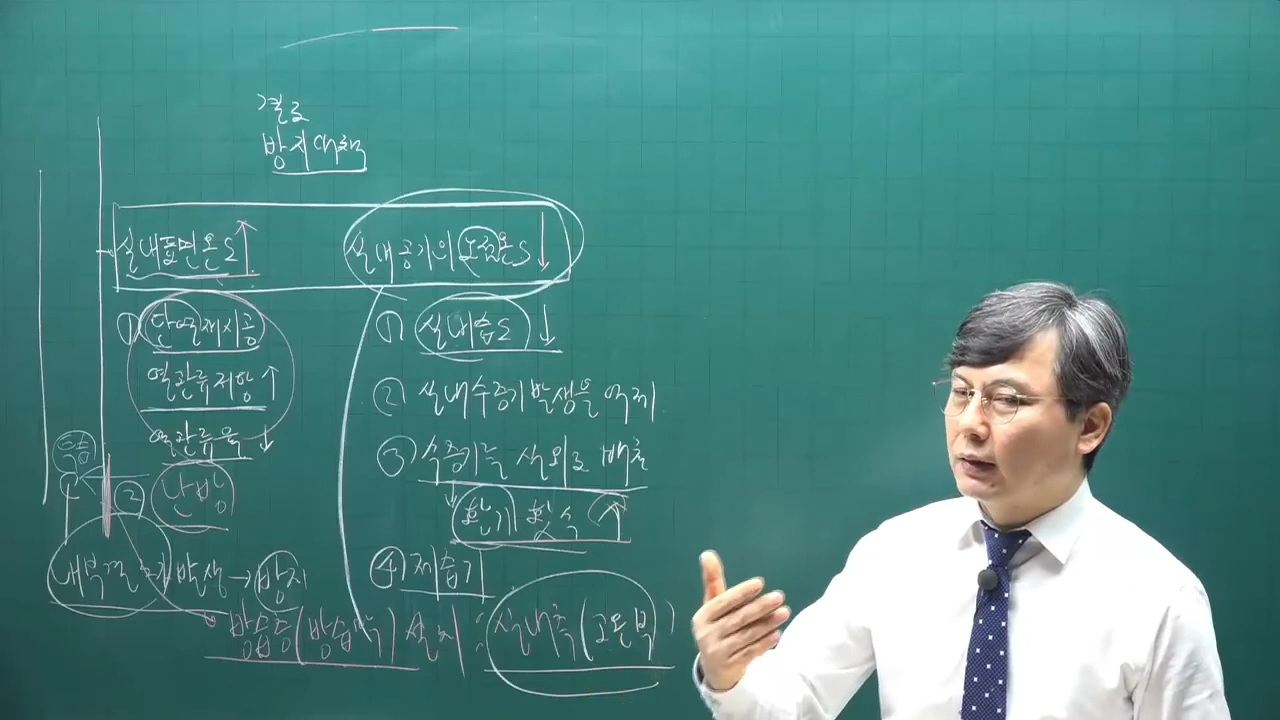 결로
방지대책
실내표면온도↑
실내공기의 노점온도↓
① 단열재시공
열관류저항↑
열관류율↓
② 난방
① 실내습도↓
② 실내수증기발생을 억제
③ 수증기를 실외로 배출
↓ 환기 횟수↑
④ 제습기
내부결로 발생→방지
방습층(방습막) 설치 : 실내측(고온부)